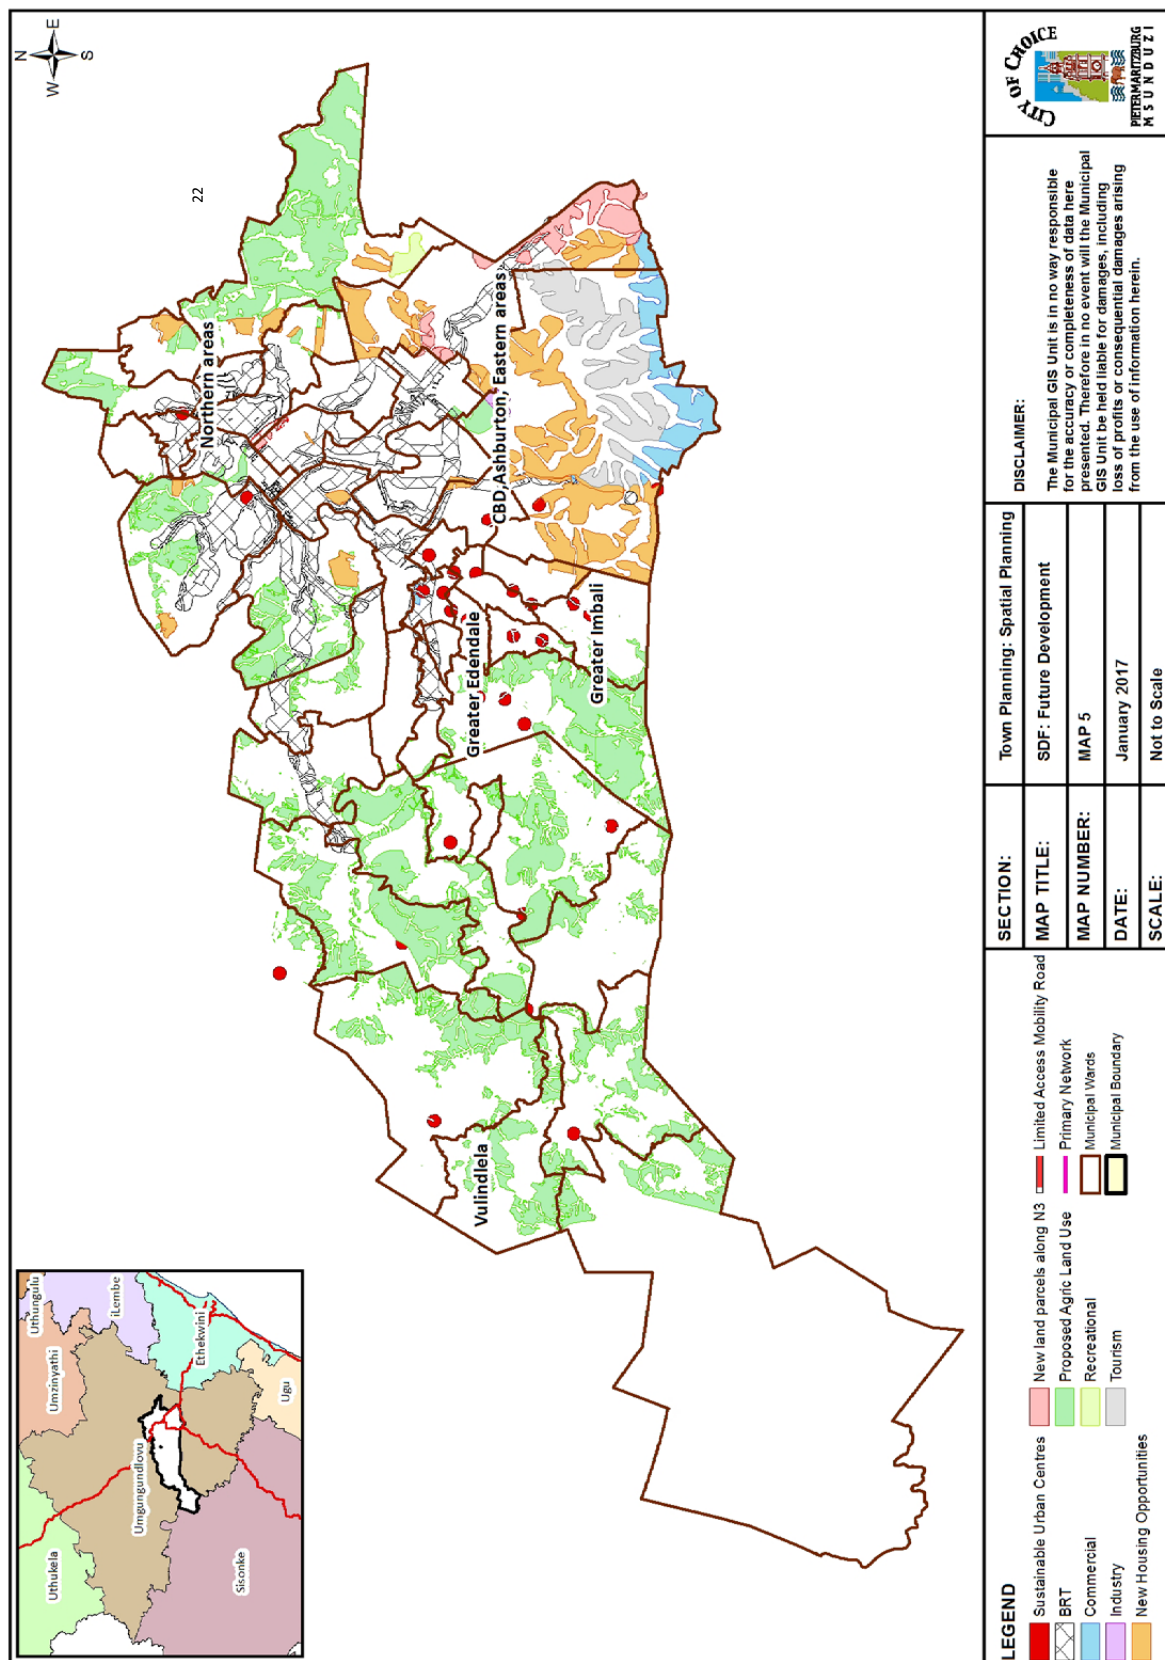 N
E
S
W
22
Northern areas
CBD,Ashburton, Eastern areas
Greater Edendale
Greater Imbali
Vulindlela
Uthungulu
iLembe
Umzinyathi
Ethekwini
Ugu
Umgungundlovu
Uthukela
Sisonke
LEGEND
Sustainable Urban Centres
BRT
Commercial
Industry
New Housing Opportunities
New land parcels along N3
Proposed Agric Land Use
Recreational
Tourism
Limited Access Mobility Road
Primary Network
Municipal Wards
Municipal Boundary
SECTION: Town Planning: Spatial Planning
MAP TITLE: SDF: Future Development
MAP NUMBER: MAP 5
DATE: January 2017
SCALE: Not to Scale
DISCLAIMER:
The Municipal GIS Unit is in no way responsible
for the accuracy or completeness of data here
presented. Therefore in no event will the Municipal
GIS Unit be held liable for damages, including
loss of profits or consequential damages arising
from the use of information herein.
CITY OF CHOICE
PIETERMARITZBURG
MSUNDUZI